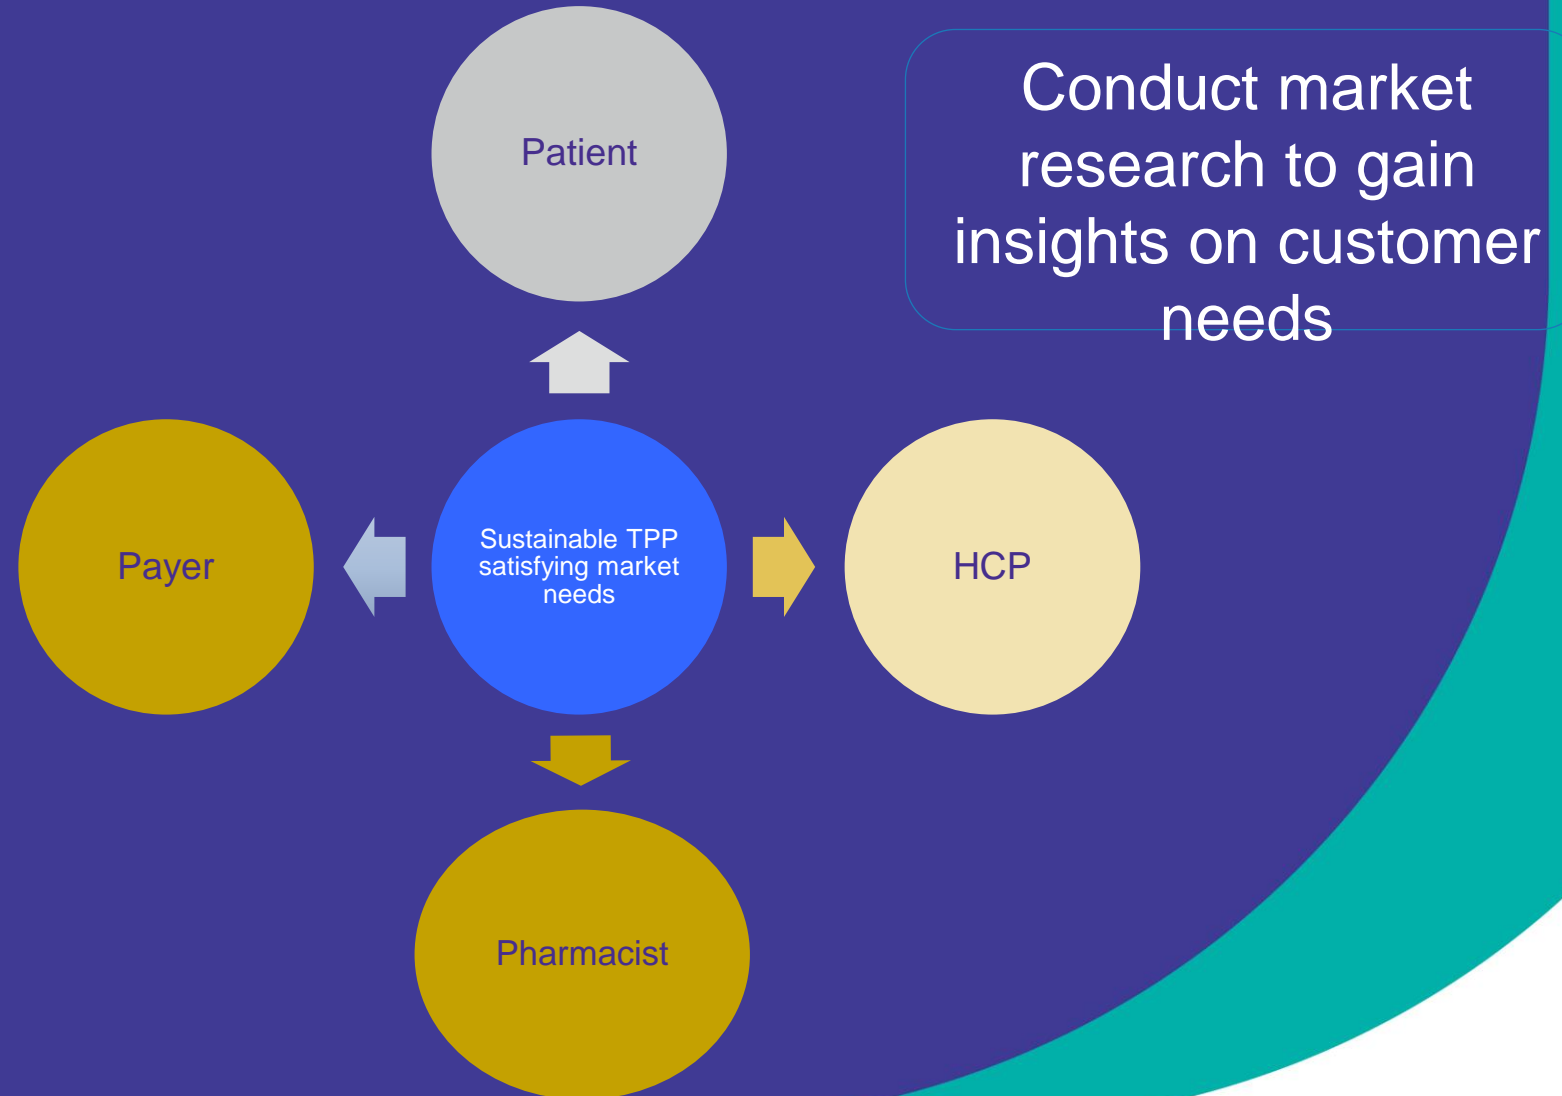 Conduct market
research to gain
insights on customer
needs
Patient
Payer
Sustainable TPP
satisfying market
needs
HCP
Pharmacist